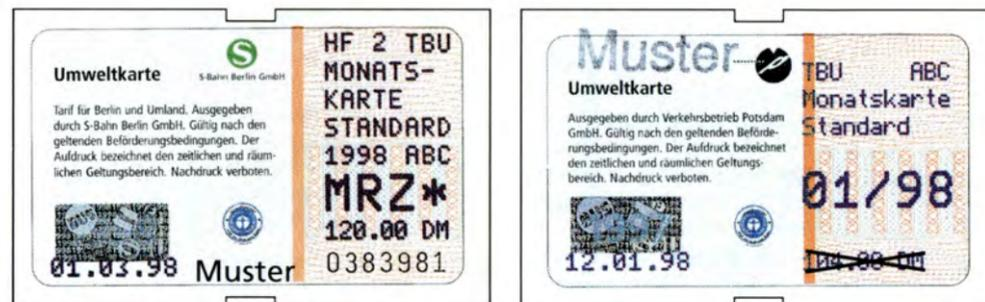 Umweltkarte
S-Bahn Berlin GmbH
Tarif für Berlin und Umland. Ausgegeben
durch S-Bahn Berlin GmbH. Gültig nach den
geltenden Beförderungsbedingungen. Der
Aufdruck bezeichnet den zeitlichen und räum-
lichen Geltungsbereich. Nachdruck verboten.
01.03.98
Muster
HF 2 TBU
MONATS-
KARTE
STANDARD
1998 ABC
MRZ*
120.00 DM
0383981
Muster
Umweltkarte
Ausgegeben durch Verkehrsbetrieb Potsdam
GmbH. Gültig nach den geltenden Beförde-
rungsbedingungen. Der Aufdruck bezeichnet
den zeitlichen und räumlichen Geltungs-
bereich. Nachdruck verboten.
12.01.98
TBU ABC
Monatskarte
Standard
01/98
104.00 DM